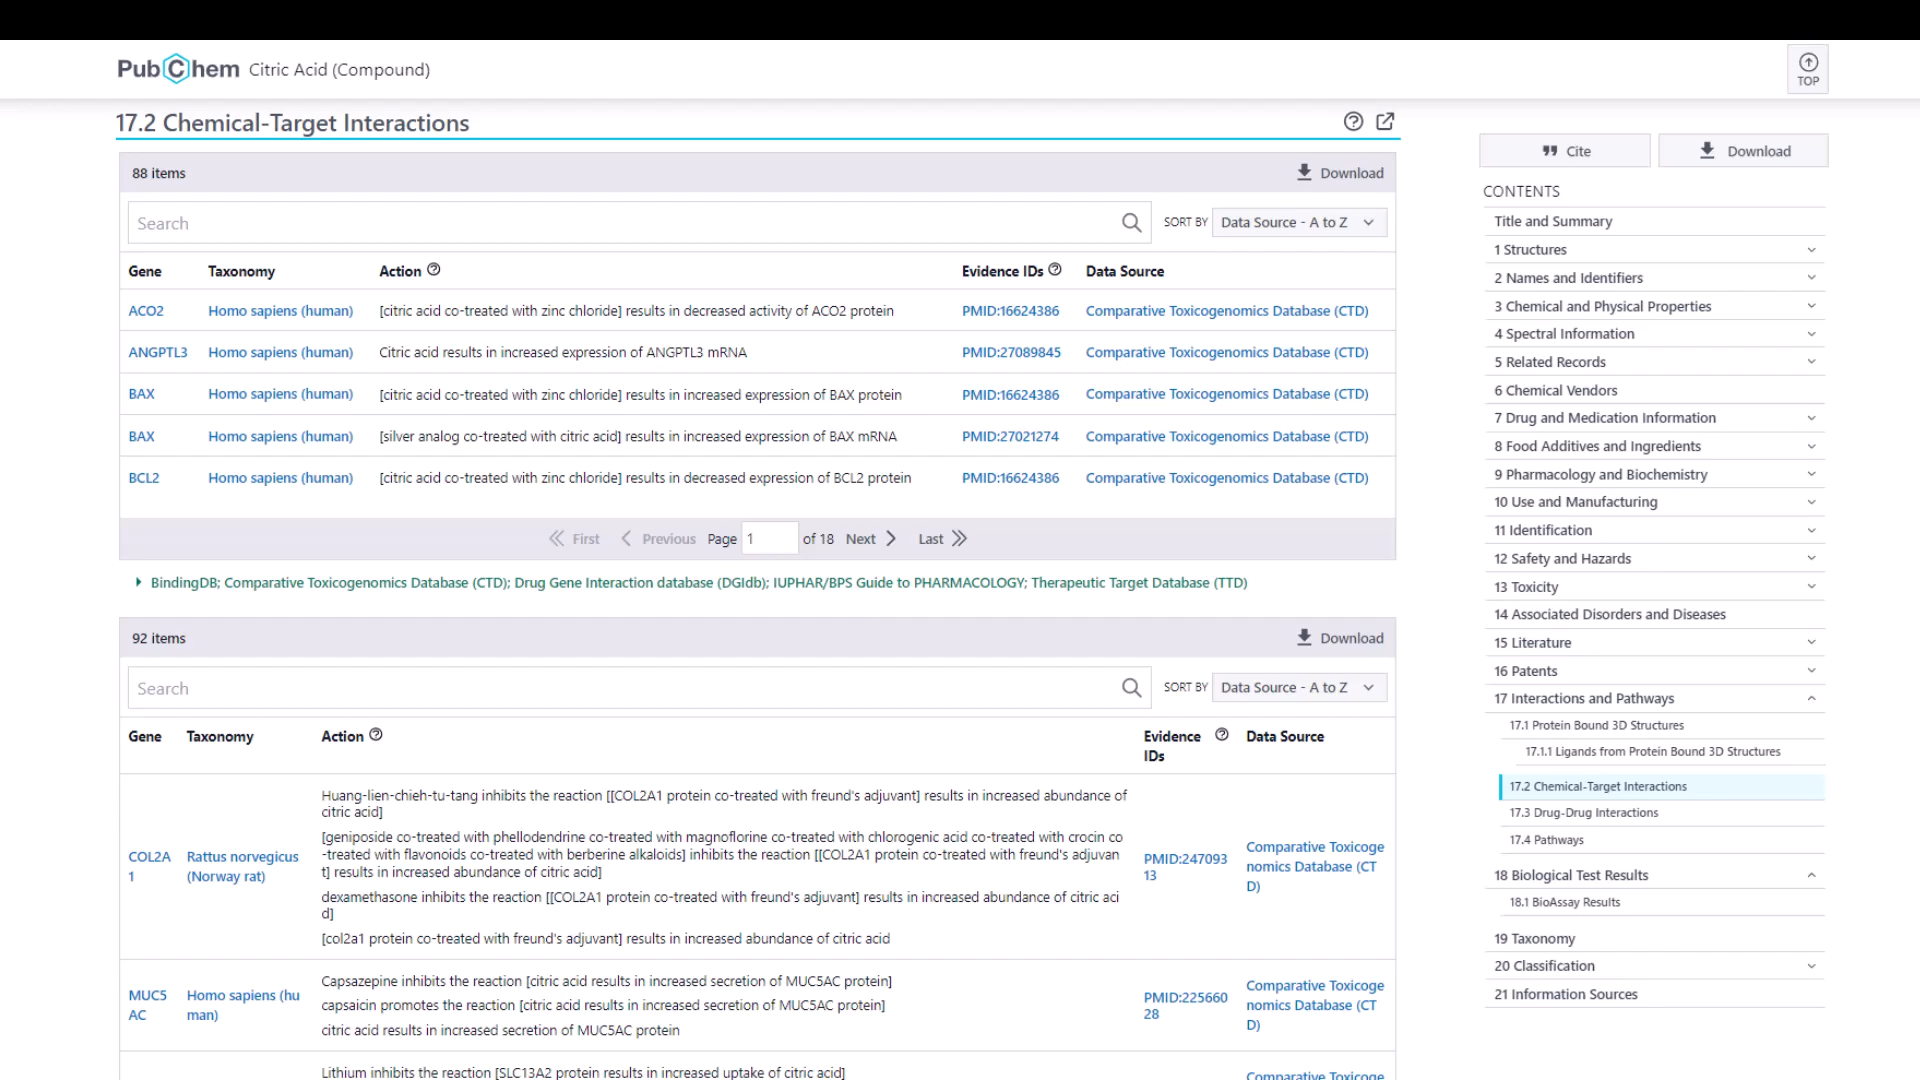 PubChem Citric Acid (Compound)
TOP
17.2 Chemical-Target Interactions
88 items
Download
Search
SORT BY Data Source - A to Z
Gene Taxonomy Action Evidence IDs Data Source
ACO2 Homo sapiens (human) [citric acid co-treated with zinc chloride] results in decreased activity of ACO2 protein PMID:16624386 Comparative Toxicogenomics Database (CTD)
ANGPTL3 Homo sapiens (human) Citric acid results in increased expression of ANGPTL3 mRNA PMID:27089845 Comparative Toxicogenomics Database (CTD)
BAX Homo sapiens (human) [citric acid co-treated with zinc chloride] results in increased expression of BAX protein PMID:16624386 Comparative Toxicogenomics Database (CTD)
BAX Homo sapiens (human) [silver analog co-treated with citric acid] results in increased expression of BAX mRNA PMID:27021274 Comparative Toxicogenomics Database (CTD)
BCL2 Homo sapiens (human) [citric acid co-treated with zinc chloride] results in decreased expression of BCL2 protein PMID:16624386 Comparative Toxicogenomics Database (CTD)
First Previous Page 1 of 18 Next Last
BindingDB; Comparative Toxicogenomics Database (CTD); Drug Gene Interaction database (DGIdb); IUPHAR/BPS Guide to PHARMACOLOGY; Therapeutic Target Database (TTD)
92 items
Download
Search
SORT BY Data Source - A to Z
Gene Taxonomy Action Evidence IDs Data Source
COL2A
1
Rattus norvegicus
(Norway rat)
Huang-lien-chieh-tu-tang inhibits the reaction [[COL2A1 protein co-treated with freund's adjuvant] results in increased abundance of
citric acid]
[geniposide co-treated with phellodendrine co-treated with magnoflorine co-treated with chlorogenic acid co-treated with crocin co
-treated with flavonoids co-treated with berberine alkaloids] inhibits the reaction [[COL2A1 protein co-treated with freund's adjuvan
t] results in increased abundance of citric acid]
dexamethasone inhibits the reaction [[COL2A1 protein co-treated with freund's adjuvant] results in increased abundance of citric aci
d]
[col2a1 protein co-treated with freund's adjuvant] results in increased abundance of citric acid
PMID:247093
13
Comparative Toxicoge
nomics Database (CT
D)
MUC5
AC
Homo sapiens (hu
man)
Capsazepine inhibits the reaction [citric acid results in increased secretion of MUC5AC protein]
capsaicin promotes the reaction [citric acid results in increased secretion of MUC5AC protein]
citric acid results in increased secretion of MUC5AC protein
PMID:225660
28
Comparative Toxicoge
nomics Database (CT
D)
Lithium inhibits the reaction [SLC13A2 protein results in increased uptake of citric acid]
Comparative Toxicoge
Cite
Download
CONTENTS
Title and Summary
1 Structures
2 Names and Identifiers
3 Chemical and Physical Properties
4 Spectral Information
5 Related Records
6 Chemical Vendors
7 Drug and Medication Information
8 Food Additives and Ingredients
9 Pharmacology and Biochemistry
10 Use and Manufacturing
11 Identification
12 Safety and Hazards
13 Toxicity
14 Associated Disorders and Diseases
15 Literature
16 Patents
17 Interactions and Pathways
17.1 Protein Bound 3D Structures
17.1.1 Ligands from Protein Bound 3D Structures
17.2 Chemical-Target Interactions
17.3 Drug-Drug Interactions
17.4 Pathways
18 Biological Test Results
18.1 BioAssay Results
19 Taxonomy
20 Classification
21 Information Sources